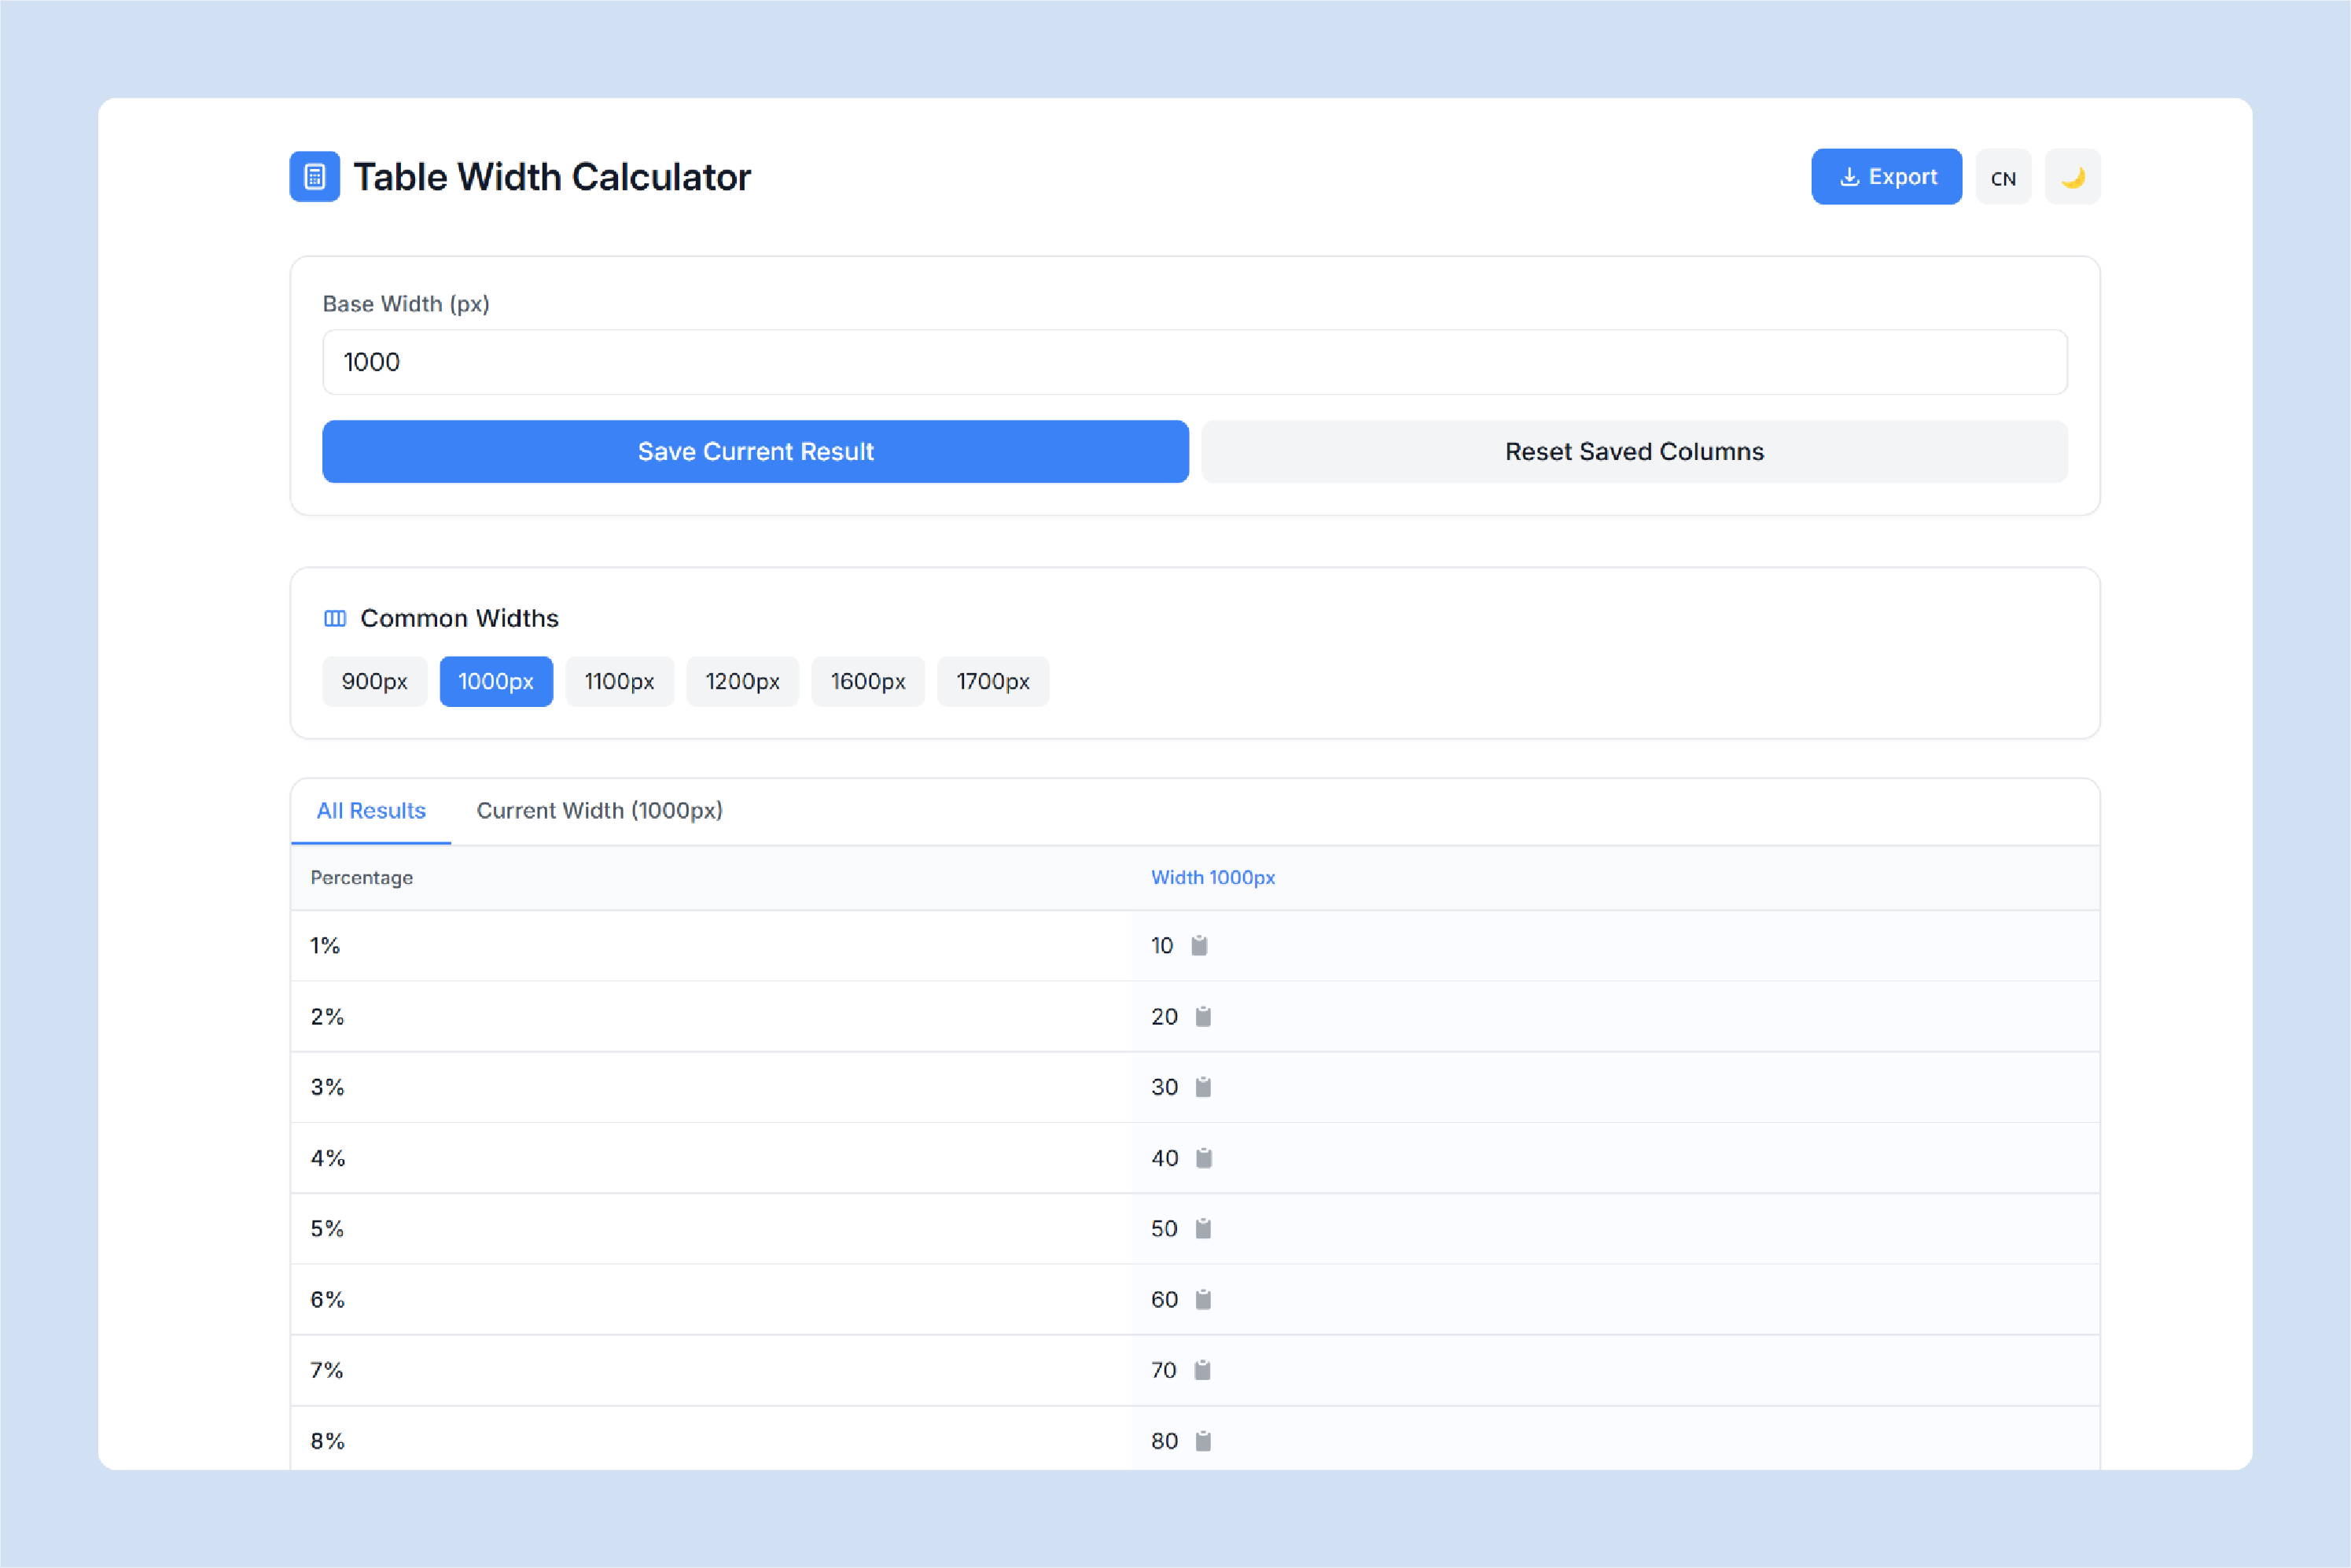 Table Width Calculator
Export
CN
Base Width (px)
1000
Save Current Result
Reset Saved Columns
Common Widths
900px 1000px 1100px 1200px 1600px 1700px
All Results Current Width (1000px)
Percentage Width 1000px
1% 10
2% 20
3% 30
4% 40
5% 50
6% 60
7% 70
8% 80